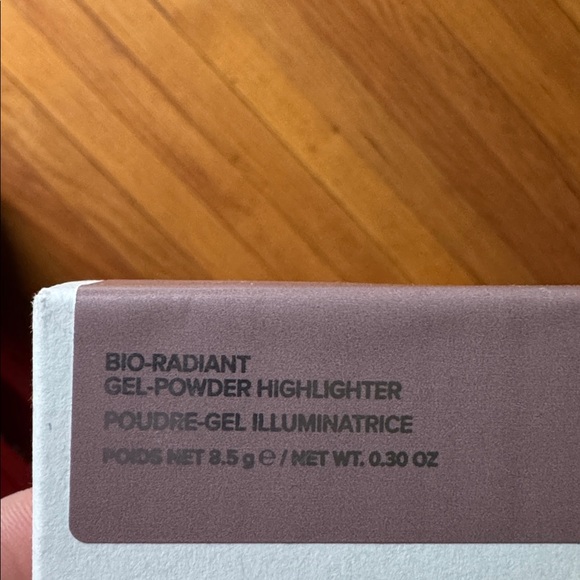 BIO-RADIANT
GEL-POWDER HIGHLIGHTER
POUDRE-GEL ILLUMINATRICE
POIDS NET 8.5 g ℮ / NET WT. 0.30 OZ